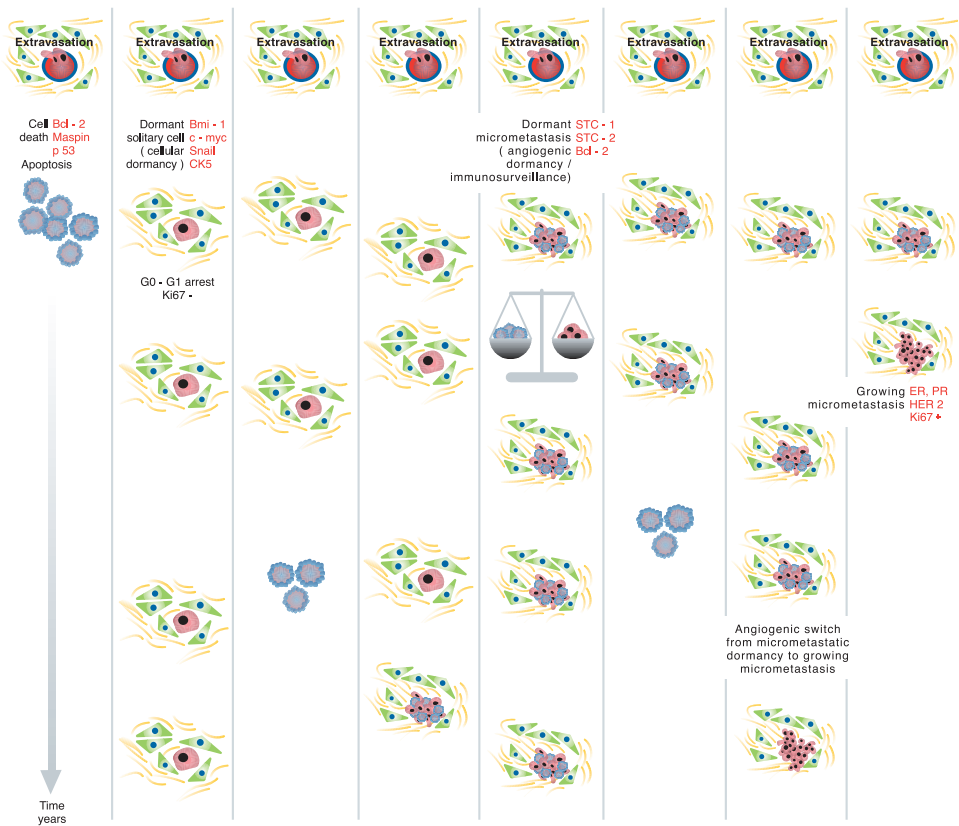 Extravasation
Extravasation
Extravasation
Extravasation
Extravasation
Extravasation
Extravasation
Extravasation
Cell Bcl - 2
death Maspin
p 53
Apoptosis
Dormant Bmi - 1
solitary cell c - myc
( cellular Snail
dormancy ) CK5
G0 - G1 arrest
Ki67 -
Dormant STC - 1
micrometastasis STC - 2
( angiogenic Bcl - 2
dormancy /
immunosurveillance)
Growing ER, PR
micrometastasis HER 2
Ki67 +
Angiogenic switch
from micrometastatic
dormancy to growing
micrometastasis
Time
years